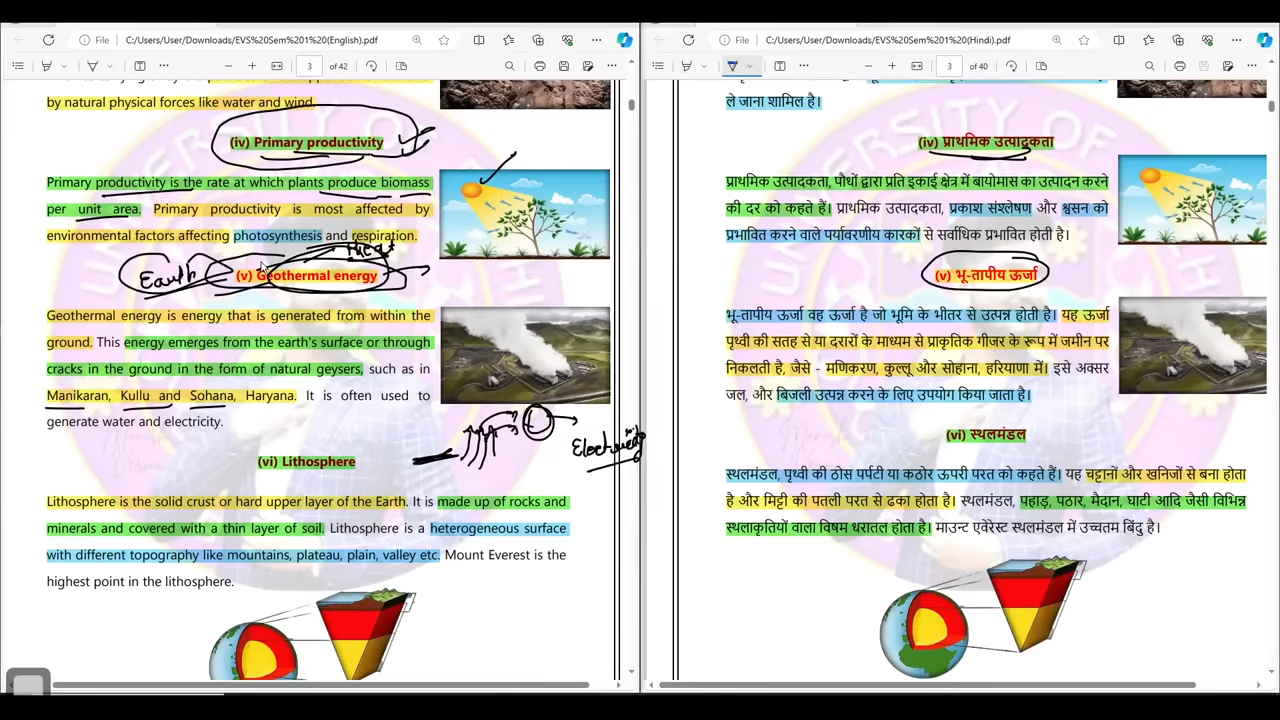 File C:/Users/User/Downloads/EVS%20Sem%201%20(English).pdf
3 of 42
by natural physical forces like water and wind.
(iv) Primary productivity
Primary productivity is the rate at which plants produce biomass
per unit area. Primary productivity is most affected by
environmental factors affecting photosynthesis and respiration.
Heat
Earth
(v) Geothermal energy
Geothermal energy is energy that is generated from within the
ground. This energy emerges from the earth's surface or through
cracks in the ground in the form of natural geysers, such as in
Manikaran, Kullu and Sohana, Haryana. It is often used to
generate water and electricity.
Electricity
(vi) Lithosphere
Lithosphere is the solid crust or hard upper layer of the Earth. It is made up of rocks and
minerals and covered with a thin layer of soil. Lithosphere is a heterogeneous surface
with different topography like mountains, plateau, plain, valley etc. Mount Everest is the
highest point in the lithosphere.
File C:/Users/User/Downloads/EVS%20Sem%201%20(Hindi).pdf
3 of 40
ले जाना शामिल है।
(iv) प्राथमिक उत्पादकता
प्राथमिक उत्पादकता, पौधों द्वारा प्रति इकाई क्षेत्र में बायोमास का उत्पादन करने
की दर को कहते हैं। प्राथमिक उत्पादकता, प्रकाश संश्लेषण और श्वसन को
प्रभावित करने वाले पर्यावरणीय कारकों से सर्वाधिक प्रभावित होती है।
(v) भू-तापीय ऊर्जा
भू-तापीय ऊर्जा वह ऊर्जा है जो भूमि के भीतर से उत्पन्न होती है। यह ऊर्जा
पृथ्वी की सतह से या दरारों के माध्यम से प्राकृतिक गीजर के रूप में जमीन पर
निकलती है, जैसे - मणिकरण, कुल्लू और सोहाना, हरियाणा में। इसे अक्सर
जल, और बिजली उत्पन्न करने के लिए उपयोग किया जाता है।
(vi) स्थलमंडल
स्थलमंडल, पृथ्वी की ठोस पर्पटी या कठोर ऊपरी परत को कहते हैं। यह चट्टानों और खनिजों से बना होता
है और मिट्टी की पतली परत से ढका होता है। स्थलमंडल, पहाड़, पठार, मैदान, घाटी आदि जैसी विभिन्न
स्थलाकृतियों वाला विषम धरातल होता है। माउन्ट एवेरेस्ट स्थलमंडल में उच्चतम बिंदु है।